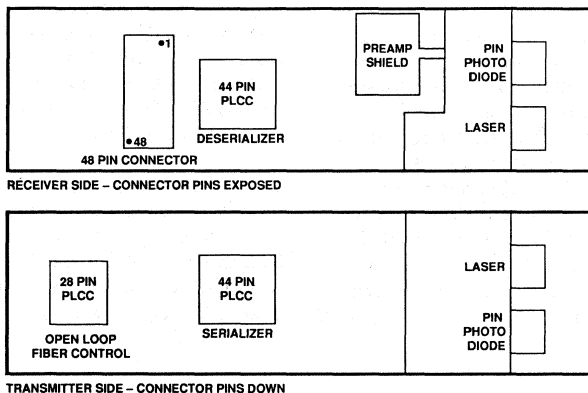 •1
•48
48 PIN CONNECTOR
44 PIN
PLCC
DESERIALIZER
PREAMP
SHIELD
PIN
PHOTO
DIODE
LASER
RECEIVER SIDE – CONNECTOR PINS EXPOSED
28 PIN
PLCC
OPEN LOOP
FIBER CONTROL
44 PIN
PLCC
SERIALIZER
LASER
PIN
PHOTO
DIODE
TRANSMITTER SIDE – CONNECTOR PINS DOWN